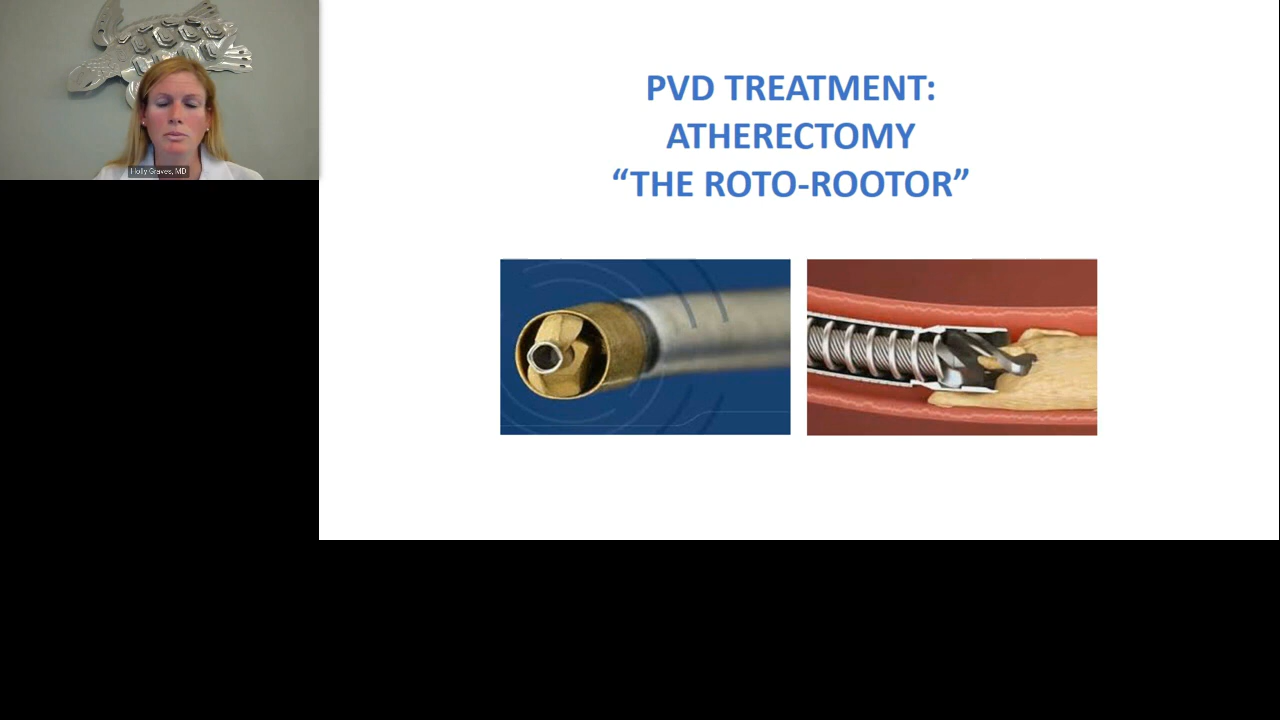 Holly Graves, MD
PVD TREATMENT:
ATHERECTOMY
“THE ROTO-ROOTOR”